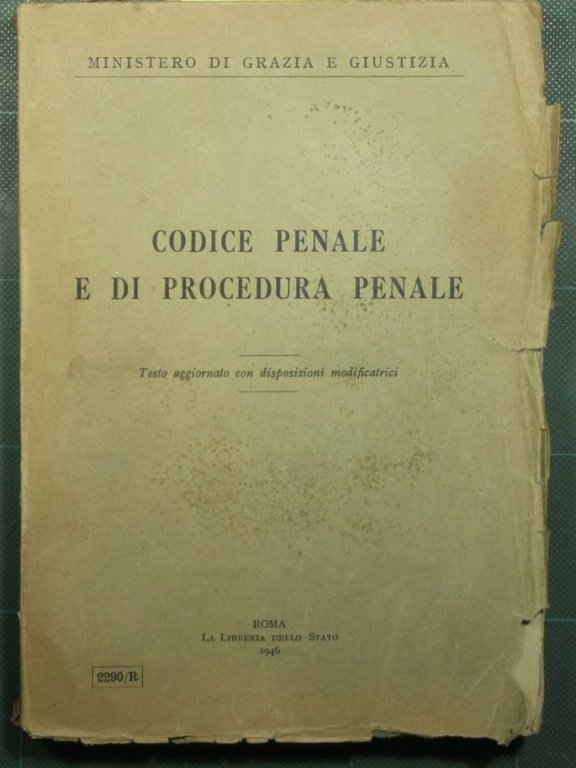 MINISTERO DI GRAZIA E GIUSTIZIA
CODICE PENALE
E DI PROCEDURA PENALE
Testo aggiornato con disposizioni modificatrici
ROMA
LA LIBRERIA DELLO STATO
1946
2290/R